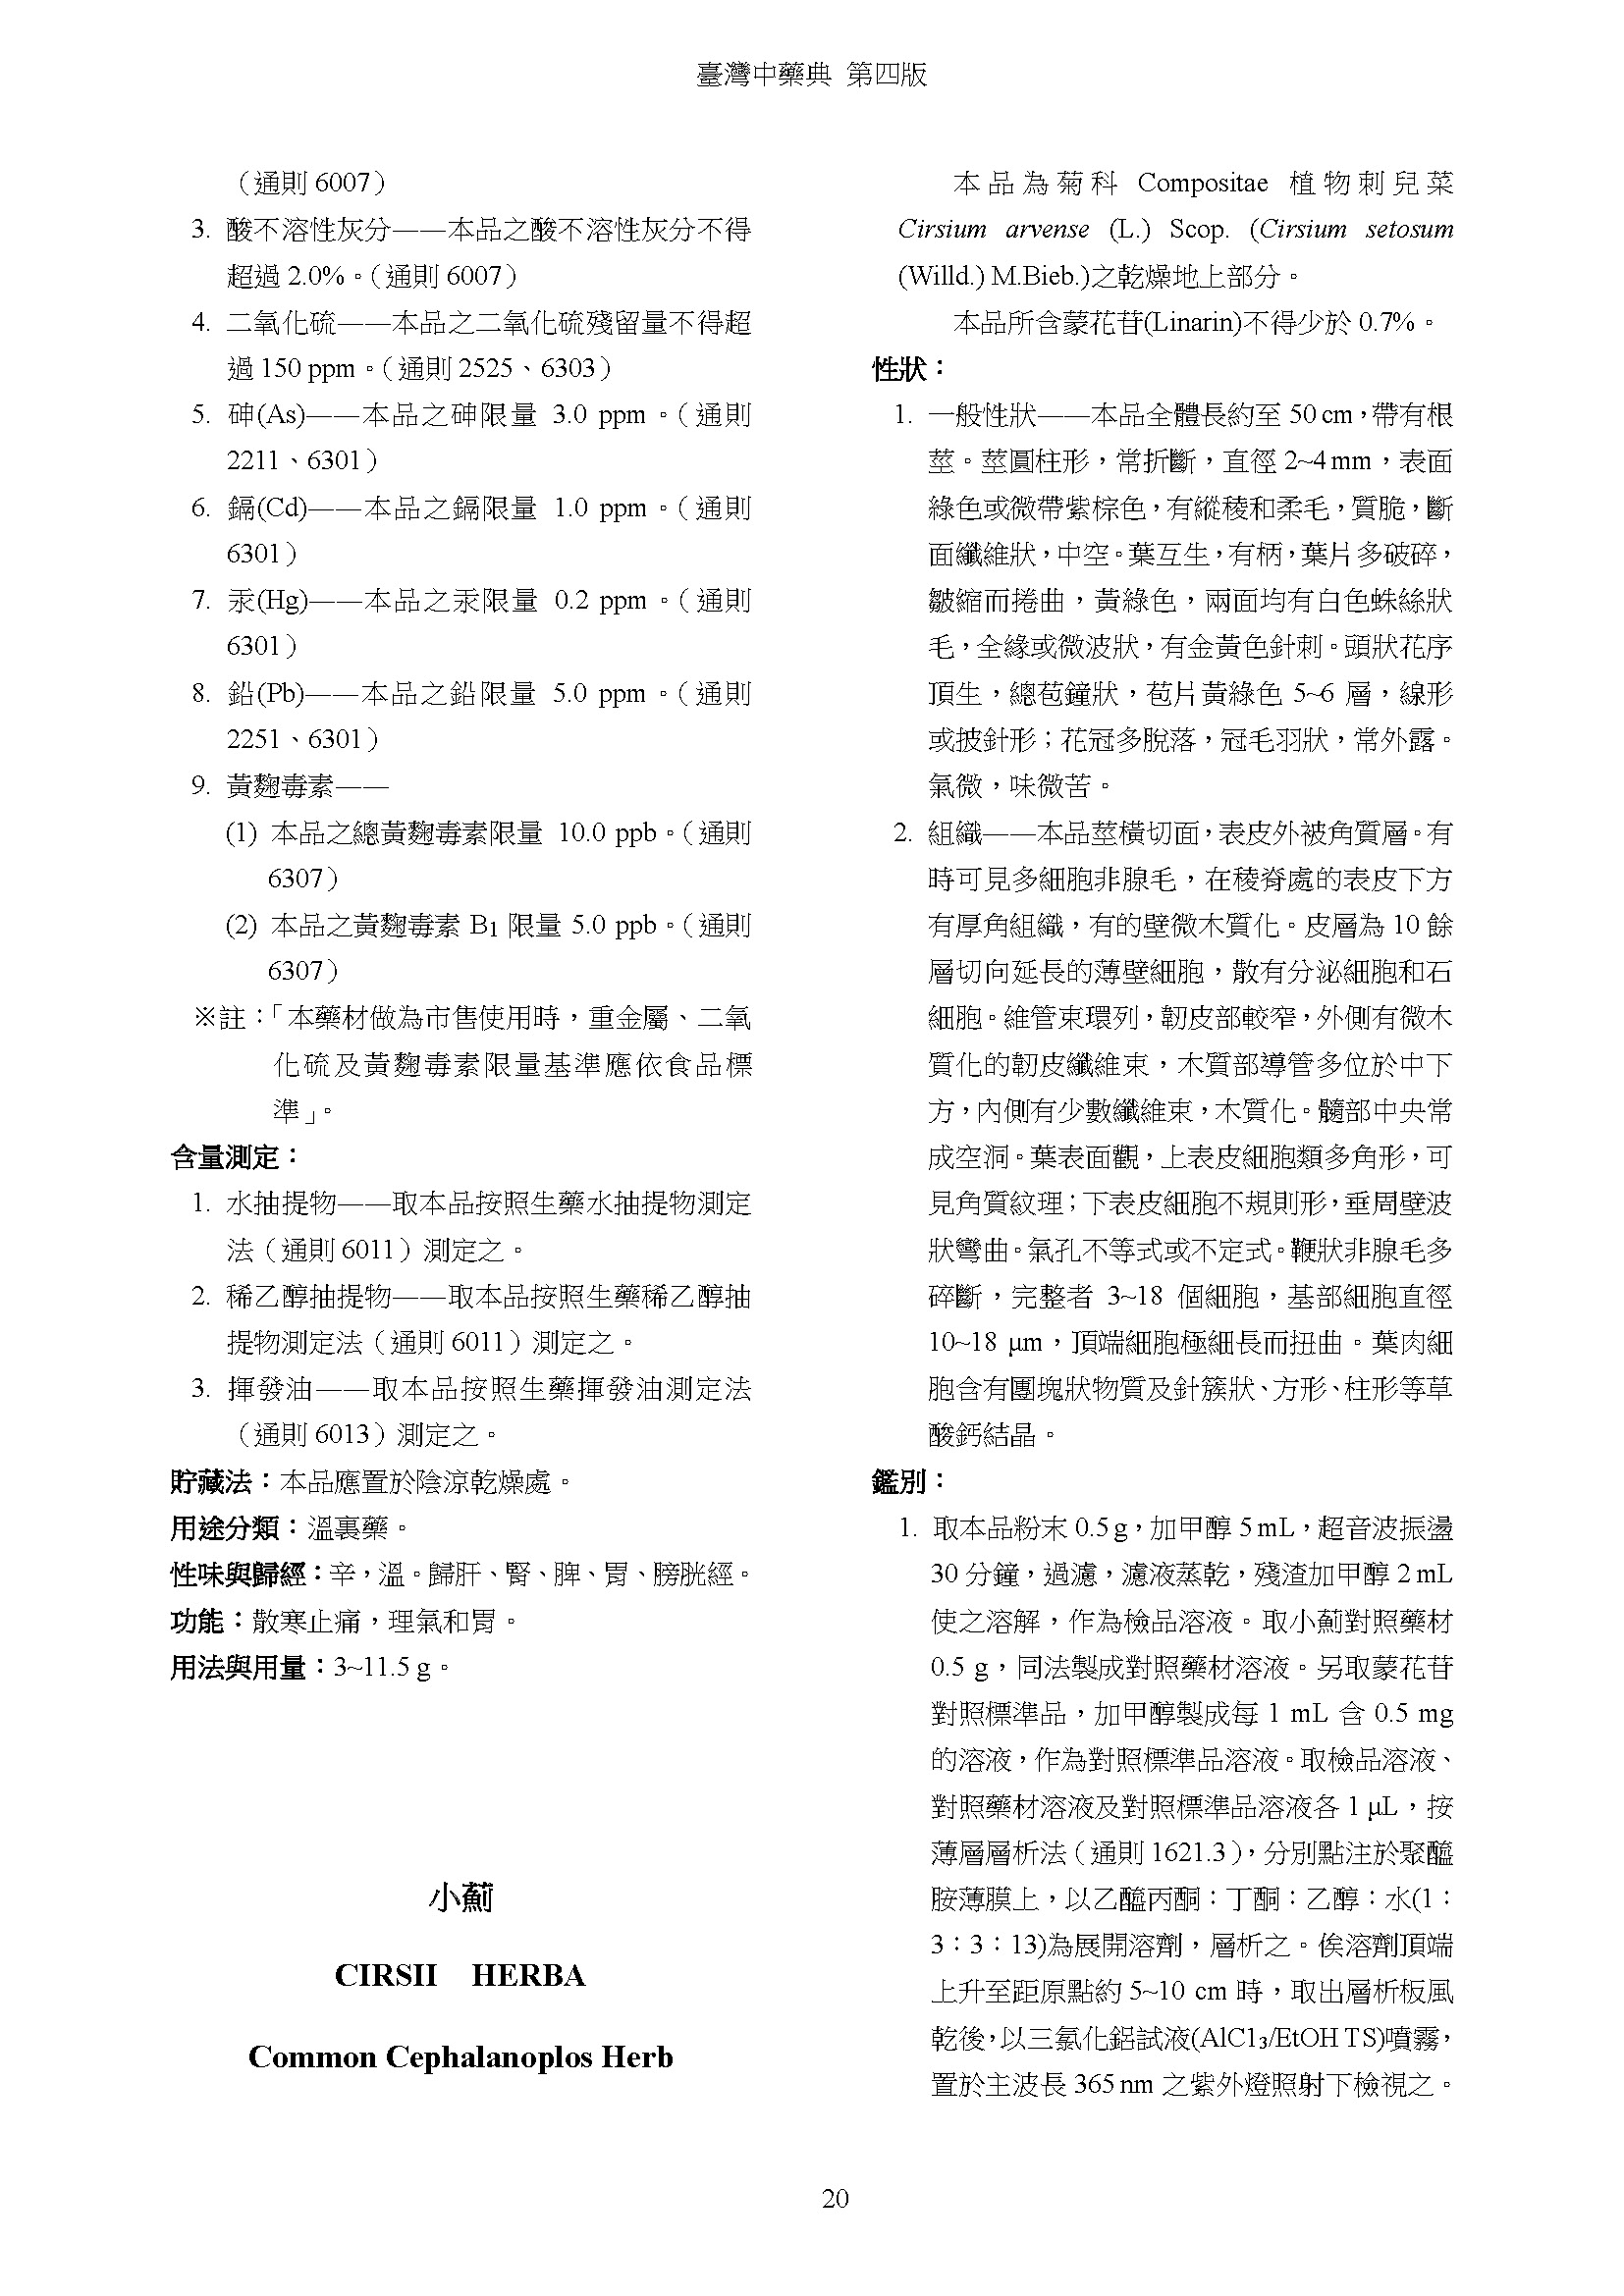 臺灣中藥典 第四版
（通則 6007）
3. 酸不溶性灰分——本品之酸不溶性灰分不得
超過 2.0%。（通則 6007）
4. 二氧化硫——本品之二氧化硫殘留量不得超
過 150 ppm。（通則 2525、6303）
5. 砷(As)——本品之砷限量 3.0 ppm。（通則
2211、6301）
6. 鎘(Cd)——本品之鎘限量 1.0 ppm。（通則
6301）
7. 汞(Hg)——本品之汞限量 0.2 ppm。（通則
6301）
8. 鉛(Pb)——本品之鉛限量 5.0 ppm。（通則
2251、6301）
9. 黃麴毒素——
(1) 本品之總黃麴毒素限量 10.0 ppb。（通則
6307）
(2) 本品之黃麴毒素 B1 限量 5.0 ppb。（通則
6307）
※註：「本藥材做為市售使用時，重金屬、二氧
化硫及黃麴毒素限量基準應依食品標
準」。
含量測定：
1. 水抽提物——取本品按照生藥水抽提物測定
法（通則 6011）測定之。
2. 稀乙醇抽提物——取本品按照生藥稀乙醇抽
提物測定法（通則 6011）測定之。
3. 揮發油——取本品按照生藥揮發油測定法
（通則 6013）測定之。
貯藏法：本品應置於陰涼乾燥處。
用途分類：溫裏藥。
性味與歸經：辛，溫。歸肝、腎、脾、胃、膀胱經。
功能：散寒止痛，理氣和胃。
用法與用量：3~11.5 g。
小薊
CIRSII HERBA
Common Cephalanoplos Herb
本品為菊科 Compositae 植物刺兒菜
Cirsium arvense (L.) Scop. (Cirsium setosum
(Willd.) M.Bieb.)之乾燥地上部分。
本品所含蒙花苷(Linarin)不得少於 0.7%。
性狀：
1. 一般性狀——本品全體長約至 50 cm，帶有根
莖。莖圓柱形，常折斷，直徑 2~4 mm，表面
綠色或微帶紫棕色，有縱稜和柔毛，質脆，斷
面纖維狀，中空。葉互生，有柄，葉片多破碎，
皺縮而捲曲，黃綠色，兩面均有白色蛛絲狀
毛，全緣或微波狀，有金黃色針刺。頭狀花序
頂生，總苞鐘狀，苞片黃綠色 5~6 層，線形
或披針形；花冠多脫落，冠毛羽狀，常外露。
氣微，味微苦。
2. 組織——本品莖橫切面，表皮外被角質層。有
時可見多細胞非腺毛，在稜脊處的表皮下方
有厚角組織，有的壁微木質化。皮層為 10 餘
層切向延長的薄壁細胞，散有分泌細胞和石
細胞。維管束環列，韌皮部較窄，外側有微木
質化的韌皮纖維束，木質部導管多位於中下
方，內側有少數纖維束，木質化。髓部中央常
成空洞。葉表面觀，上表皮細胞類多角形，可
見角質紋理；下表皮細胞不規則形，垂周壁波
狀彎曲。氣孔不等式或不定式。鞭狀非腺毛多
碎斷，完整者 3~18 個細胞，基部細胞直徑
10~18 μm，頂端細胞極細長而扭曲。葉肉細
胞含有團塊狀物質及針簇狀、方形、柱形等草
酸鈣結晶。
鑑別：
1. 取本品粉末 0.5 g，加甲醇 5 mL，超音波振盪
30 分鐘，過濾，濾液蒸乾，殘渣加甲醇 2 mL
使之溶解，作為檢品溶液。取小薊對照藥材
0.5 g，同法製成對照藥材溶液。另取蒙花苷
對照標準品，加甲醇製成每 1 mL 含 0.5 mg
的溶液，作為對照標準品溶液。取檢品溶液、
對照藥材溶液及對照標準品溶液各 1 μL，按
薄層層析法（通則 1621.3），分別點注於聚醯
胺薄膜上，以乙醯丙酮：丁酮：乙醇：水(1：
3：3：13)為展開溶劑，層析之。俟溶劑頂端
上升至距原點約 5~10 cm 時，取出層析板風
乾後，以三氯化鋁試液(AlCl3/EtOH TS)噴霧，
置於主波長 365 nm 之紫外燈照射下檢視之。
20